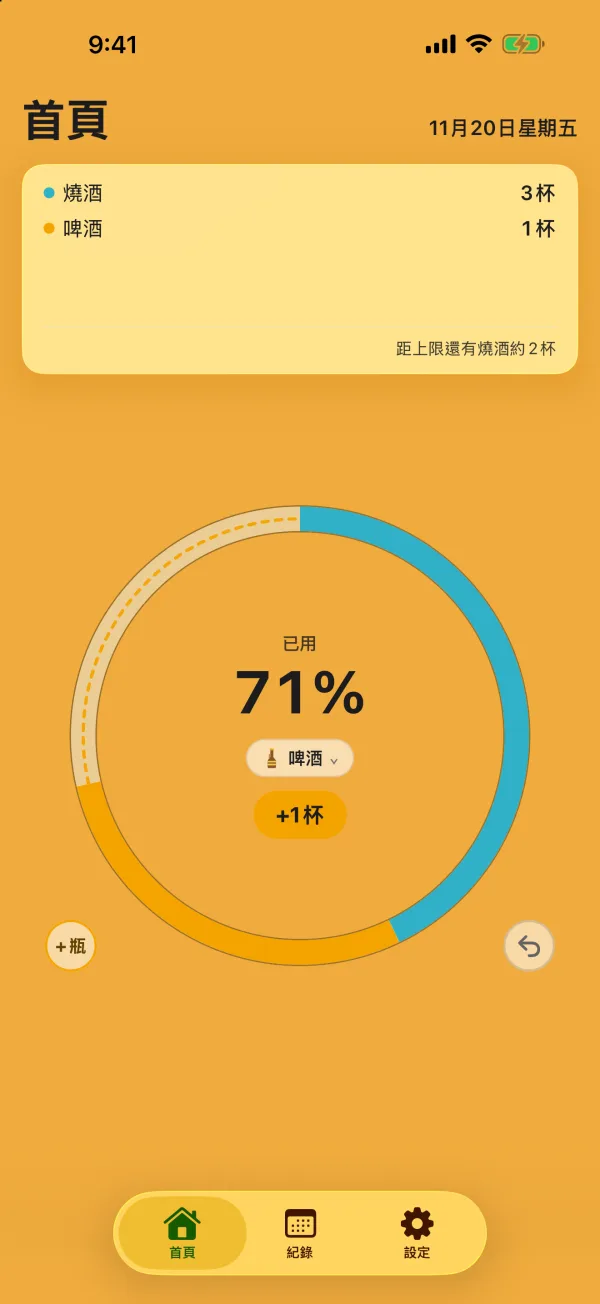 9:41
首頁
11月20日星期五
燒酒 3杯
啤酒 1杯
距上限還有燒酒約2杯
已用
71%
啤酒
+1杯
+瓶
首頁 紀錄 設定